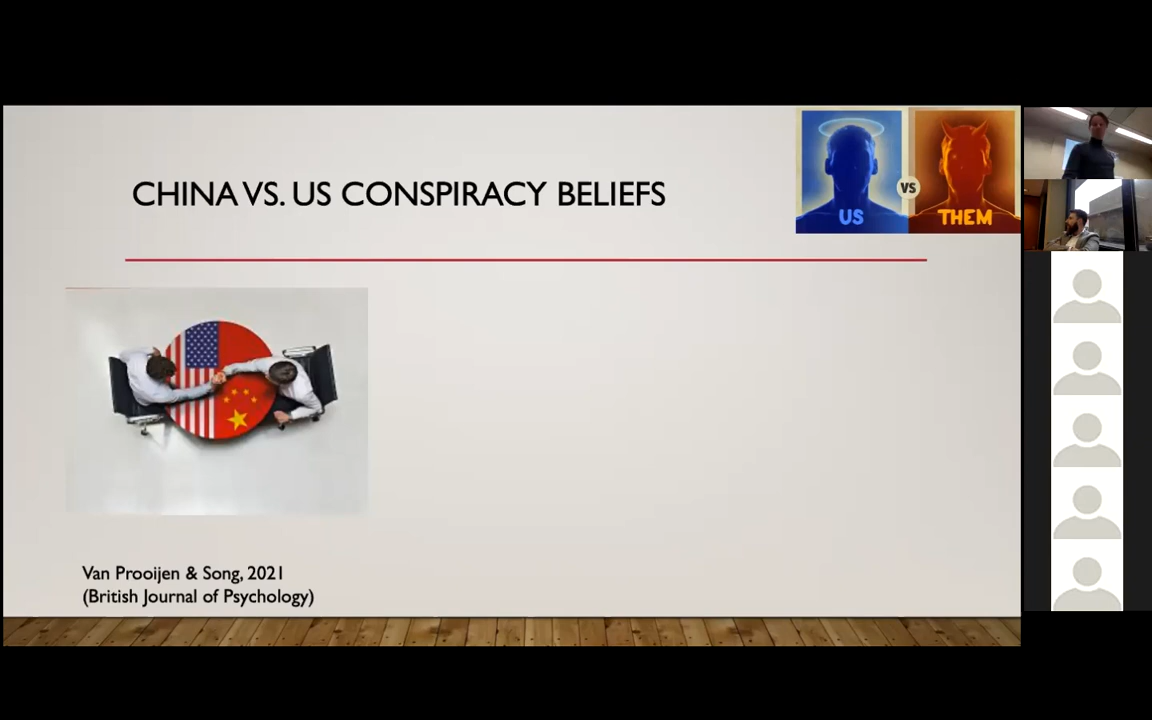 CHINA VS. US CONSPIRACY BELIEFS
US
VS
THEM
Van Prooijen & Song, 2021
(British Journal of Psychology)